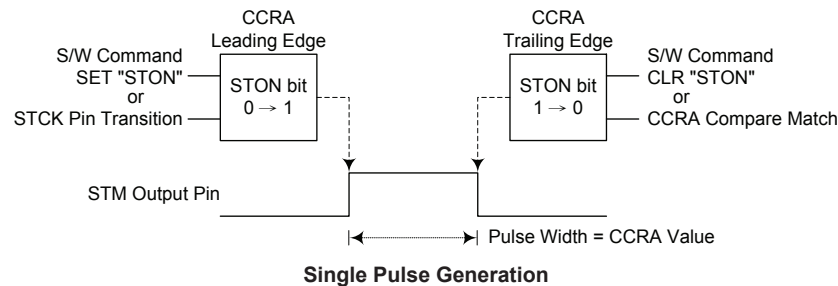 CCRA
Leading Edge
S/W Command
SET "STON"
or
STCK Pin Transition
STON bit
0 → 1
CCRA
Trailing Edge
STON bit
1 → 0
S/W Command
CLR "STON"
or
CCRA Compare Match
STM Output Pin
Pulse Width = CCRA Value
Single Pulse Generation